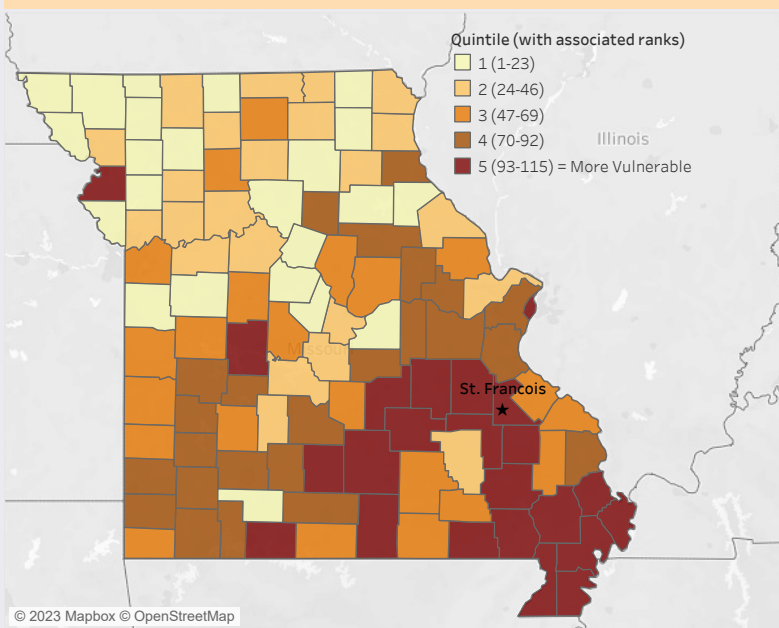 Quintile (with associated ranks)
1 (1-23)
2 (24-46)
3 (47-69)
4 (70-92)
5 (93-115) = More Vulnerable
Illinois
Missouri
St. Francois
© 2023 Mapbox © OpenStreetMap